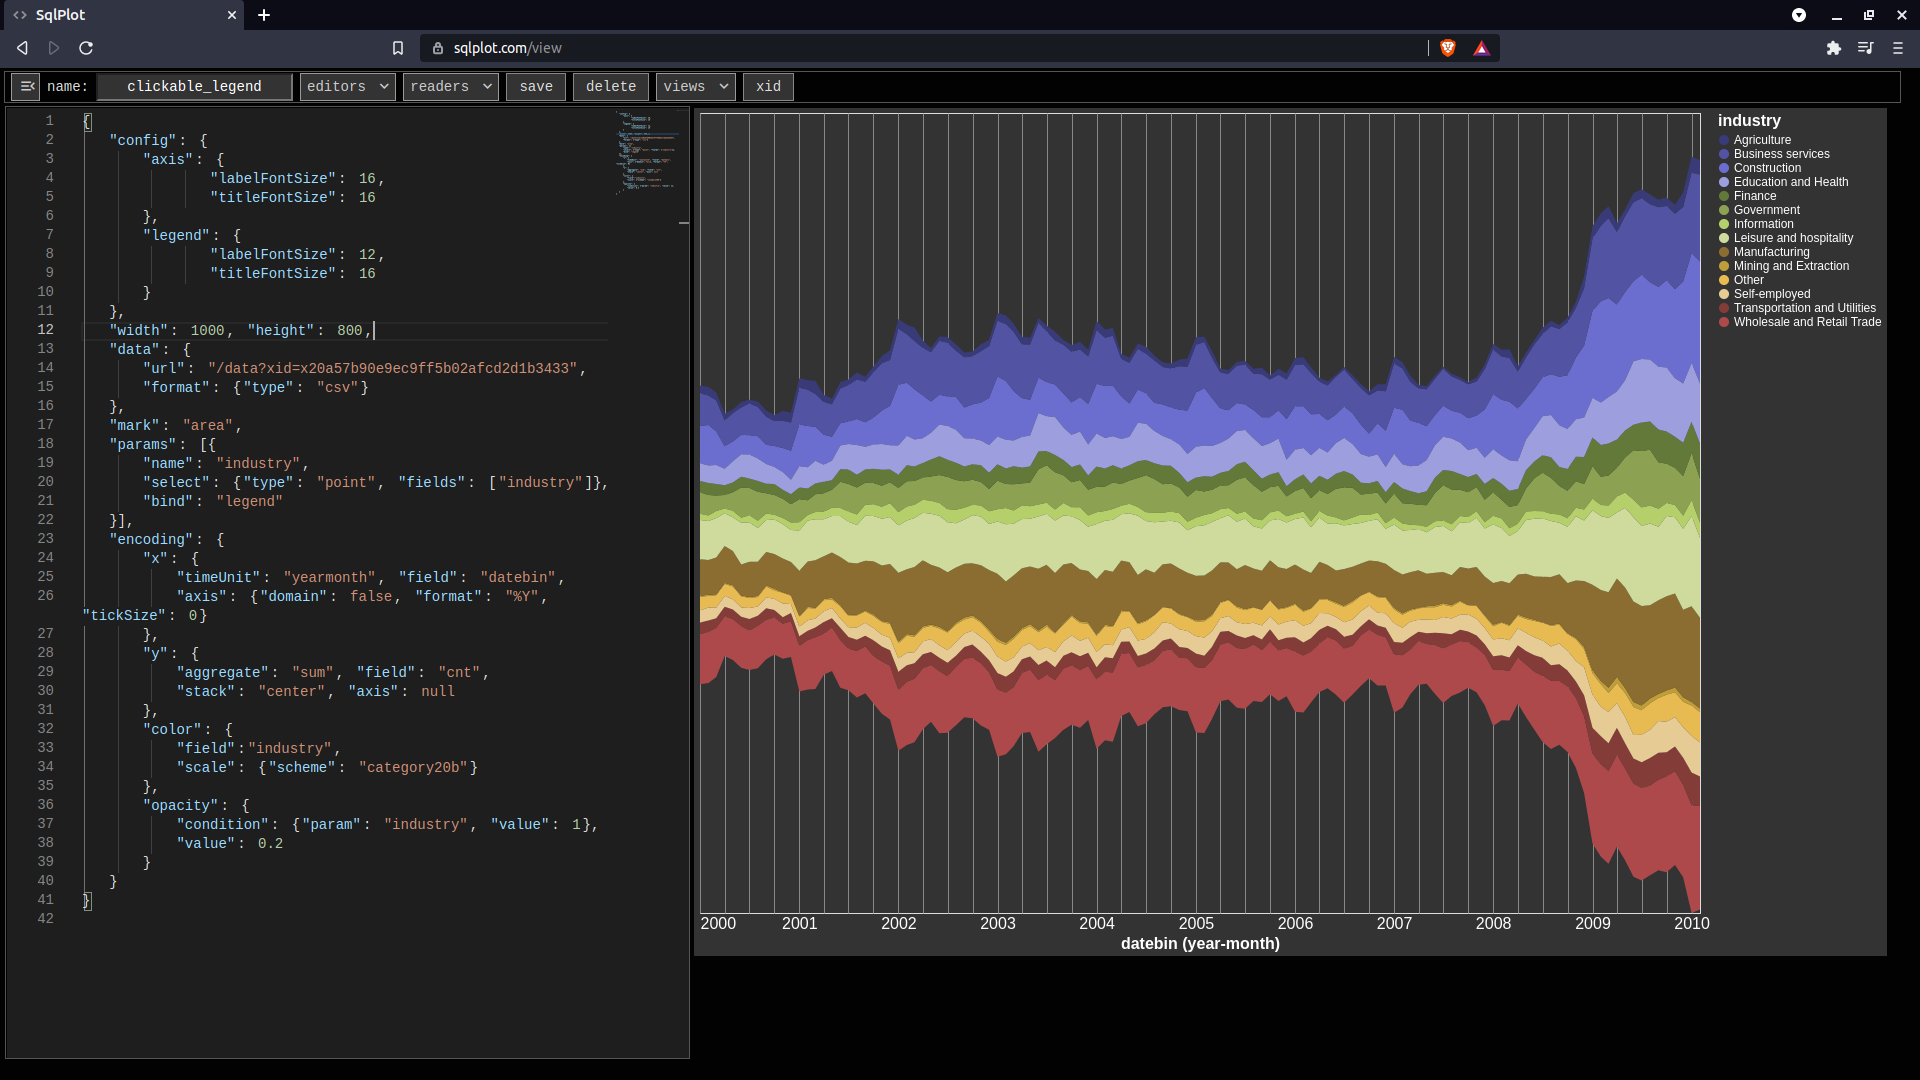 SqlPlot
sqlplot.com/view
name: clickable_legend editors readers save delete views xid
1 {
2 "config": {
3 "axis": {
4 "labelFontSize": 16,
5 "titleFontSize": 16
6 },
7 "legend": {
8 "labelFontSize": 12,
9 "titleFontSize": 16
10 }
11 },
12 "width": 1000, "height": 800,
13 "data": {
14 "url": "/data?xid=x20a57b90e9ec9ff5b02afcd2d1b3433",
15 "format": {"type": "csv"}
16 },
17 "mark": "area",
18 "params": [{
19 "name": "industry",
20 "select": {"type": "point", "fields": ["industry"]},
21 "bind": "legend"
22 }],
23 "encoding": {
24 "x": {
25 "timeUnit": "yearmonth", "field": "datebin",
26 "axis": {"domain": false, "format": "%Y",
"tickSize": 0}
27 },
28 "y": {
29 "aggregate": "sum", "field": "cnt",
30 "stack": "center", "axis": null
31 },
32 "color": {
33 "field":"industry",
34 "scale": {"scheme": "category20b"}
35 },
36 "opacity": {
37 "condition": {"param": "industry", "value": 1},
38 "value": 0.2
39 }
40 }
41 }
42
industry
Agriculture
Business services
Construction
Education and Health
Finance
Government
Information
Leisure and hospitality
Manufacturing
Mining and Extraction
Other
Self-employed
Transportation and Utilities
Wholesale and Retail Trade
2000 2001 2002 2003 2004 2005 2006 2007 2008 2009 2010
datebin (year-month)